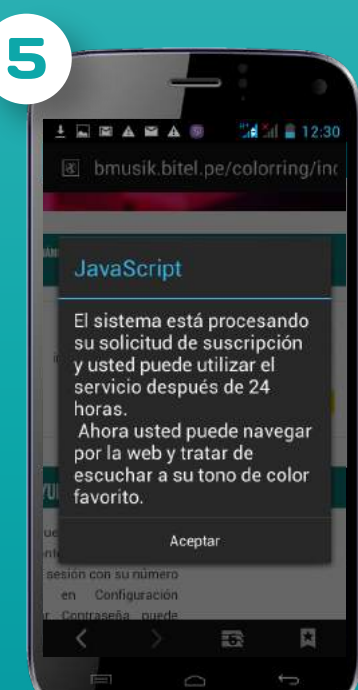 5
12:30
bmusik.bitel.pe/colorring/inc
JavaScript
El sistema está procesando
su solicitud de suscripción
y usted puede utilizar el
servicio después de 24
horas.
Ahora usted puede navegar
por la web y tratar de
escuchar a su tono de color
favorito.
Aceptar
sesión con su número
en Configuración
Contraseña puede